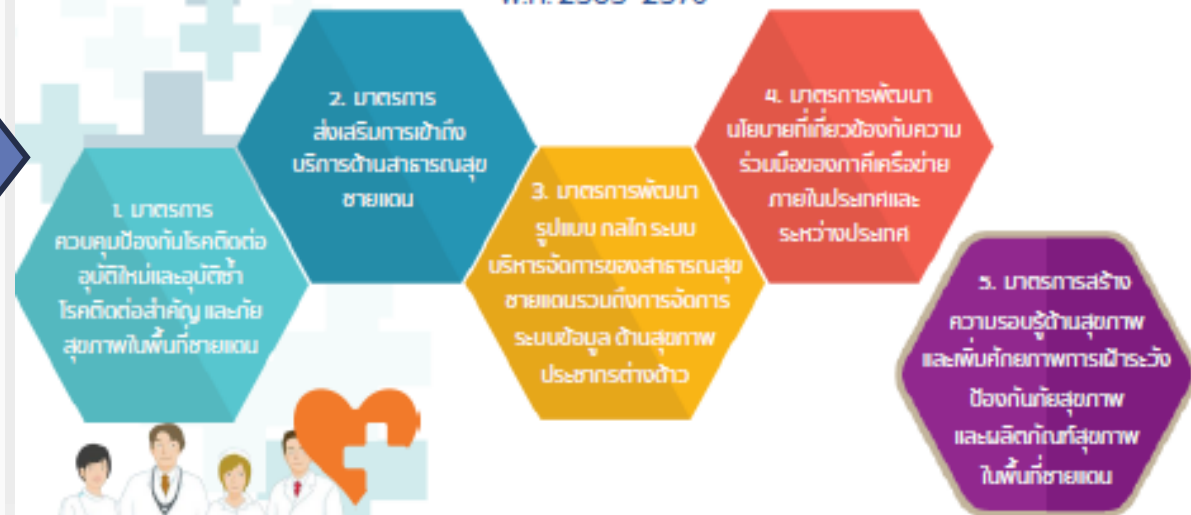 1. มาตรการ
ควบคุมป้องกันโรคติดต่อ
อุบัติใหม่และอุบัติซ้ำ
โรคติดต่อสำคัญ และภัย
สุขภาพในพื้นที่ชายแดน
2. มาตรการ
ส่งเสริมการเข้าถึง
บริการด้านสาธารณสุข
ชายแดน
3. มาตรการพัฒนา
รูปแบบ กลไก ระบบ
บริหารจัดการของสาธารณสุข
ชายแดนรวมถึงการจัดการ
ระบบข้อมูล ด้านสุขภาพ
ประชากรต่างด้าว
4. มาตรการพัฒนา
นโยบายที่เกี่ยวข้องกับความ
ร่วมมือของภาคีเครือข่าย
ภายในประเทศและ
ระหว่างประเทศ
5. มาตรการสร้าง
ความรอบรู้ด้านสุขภาพ
และเพิ่มศักยภาพการเฝ้าระวัง
ป้องกันภัยสุขภาพ
และผลิตภัณฑ์สุขภาพ
ในพื้นที่ชายแดน